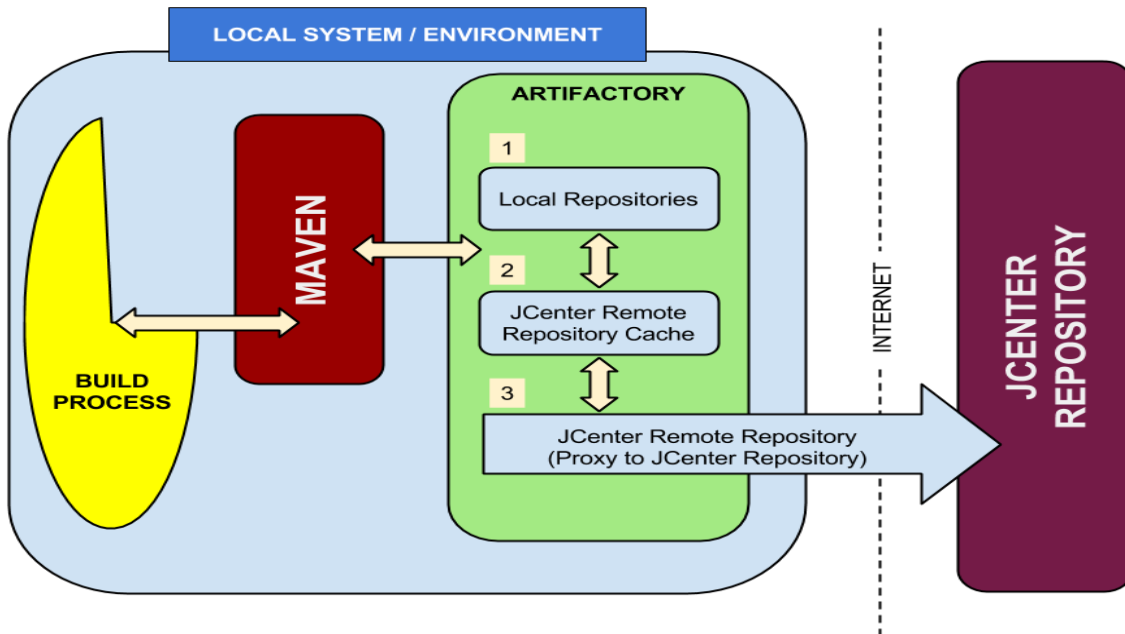 LOCAL SYSTEM / ENVIRONMENT
ARTIFACTORY
1
Local Repositories
2
JCenter Remote
Repository Cache
3
JCenter Remote Repository
(Proxy to JCenter Repository)
MAVEN
BUILD
PROCESS
INTERNET
JCENTER
REPOSITORY